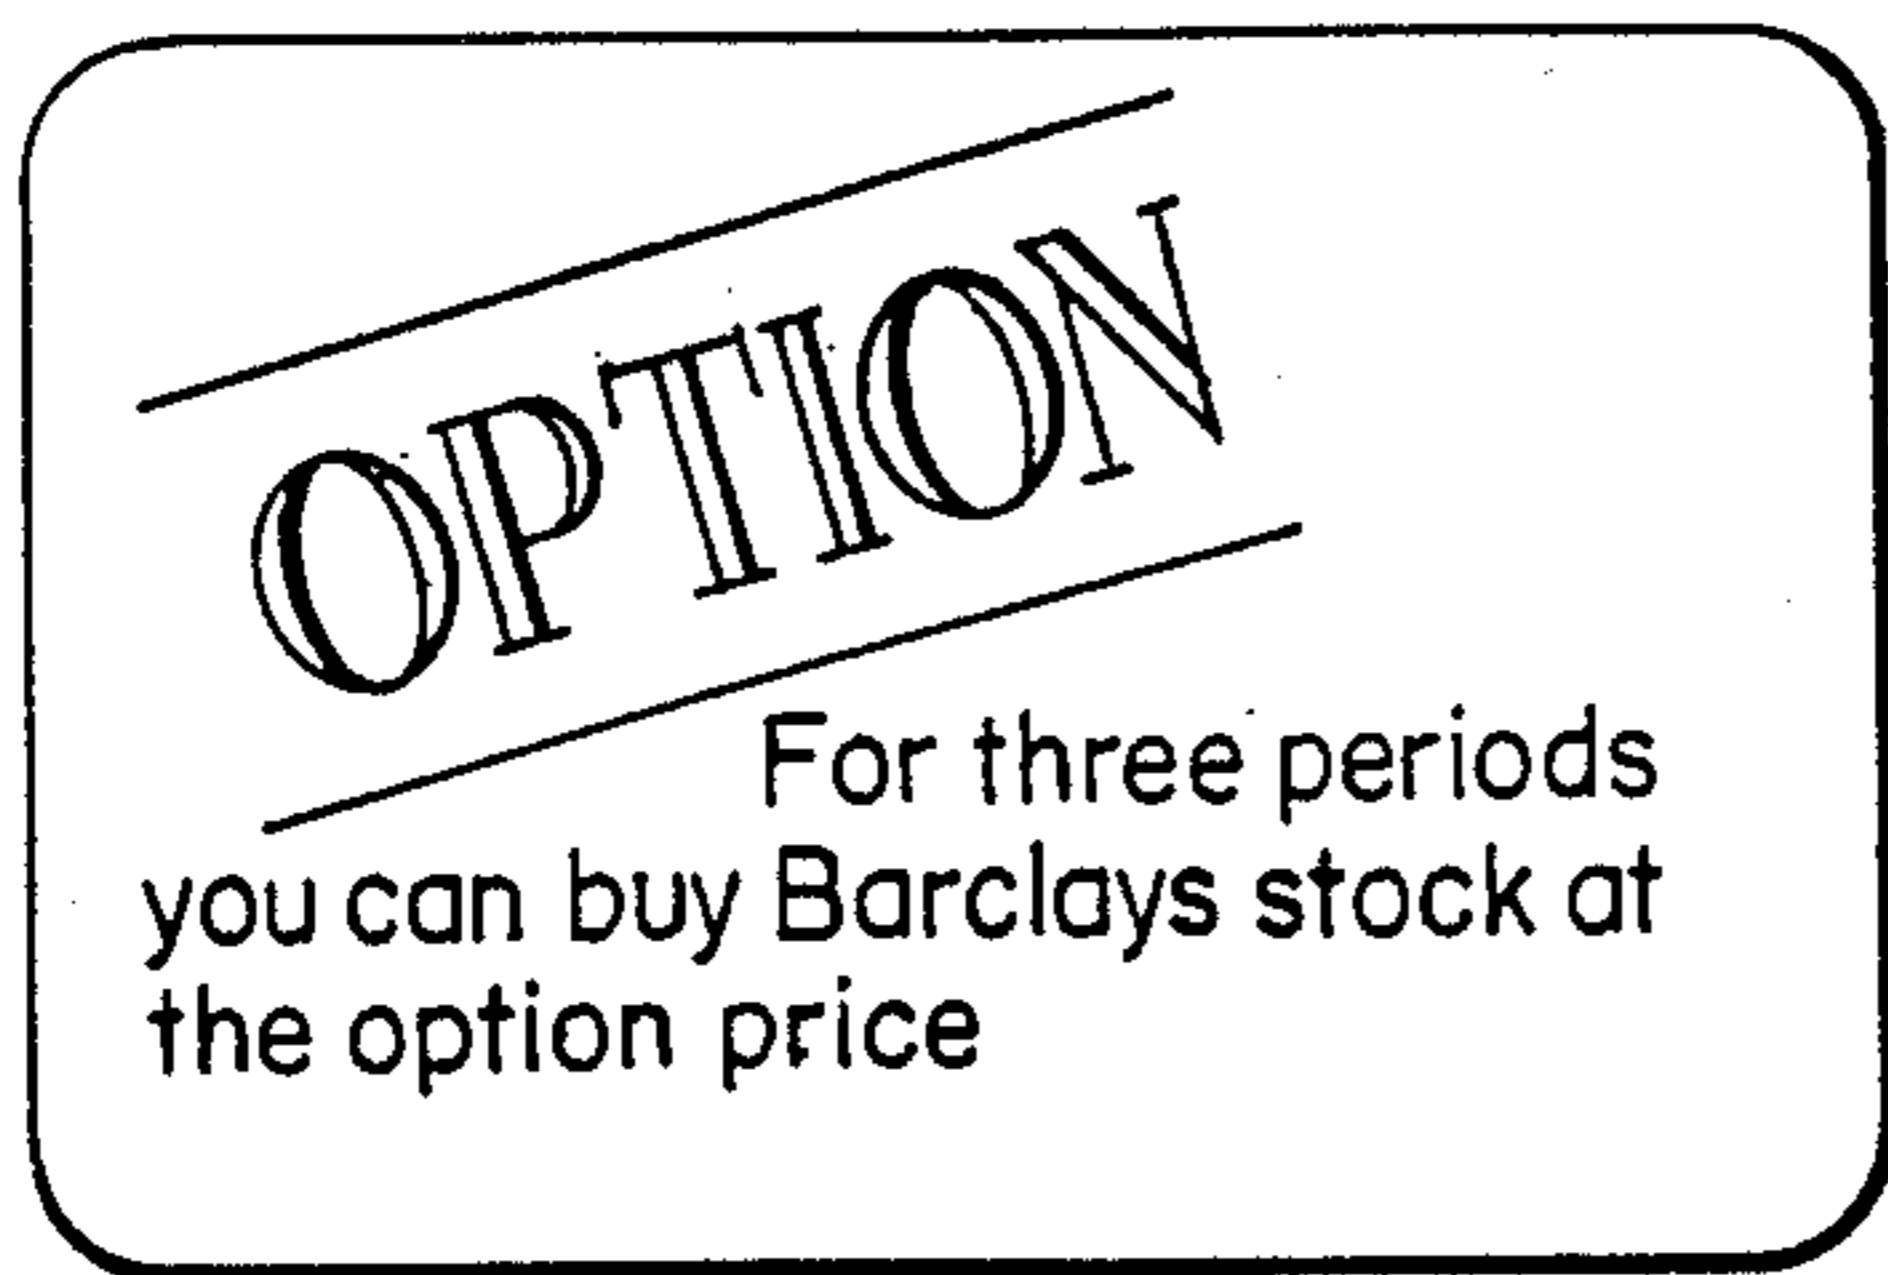 OPTION
For three periods
you can buy Barclays stock at
the option price